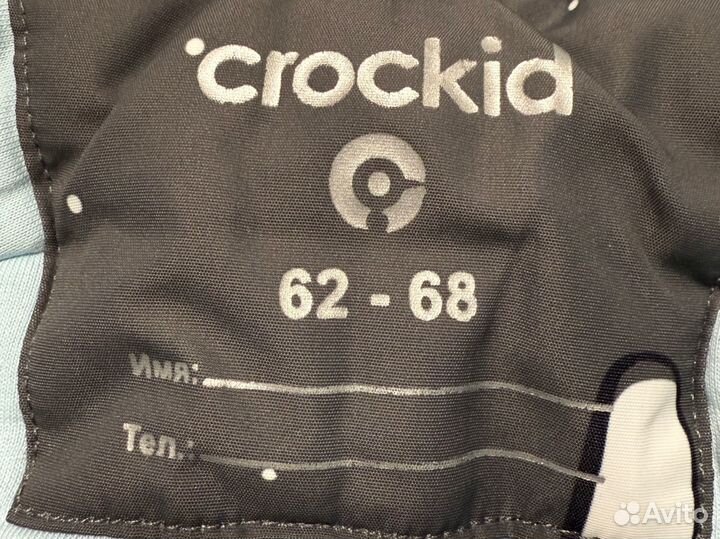 crockid
62 - 68
Имя:
Тел.:
Avito